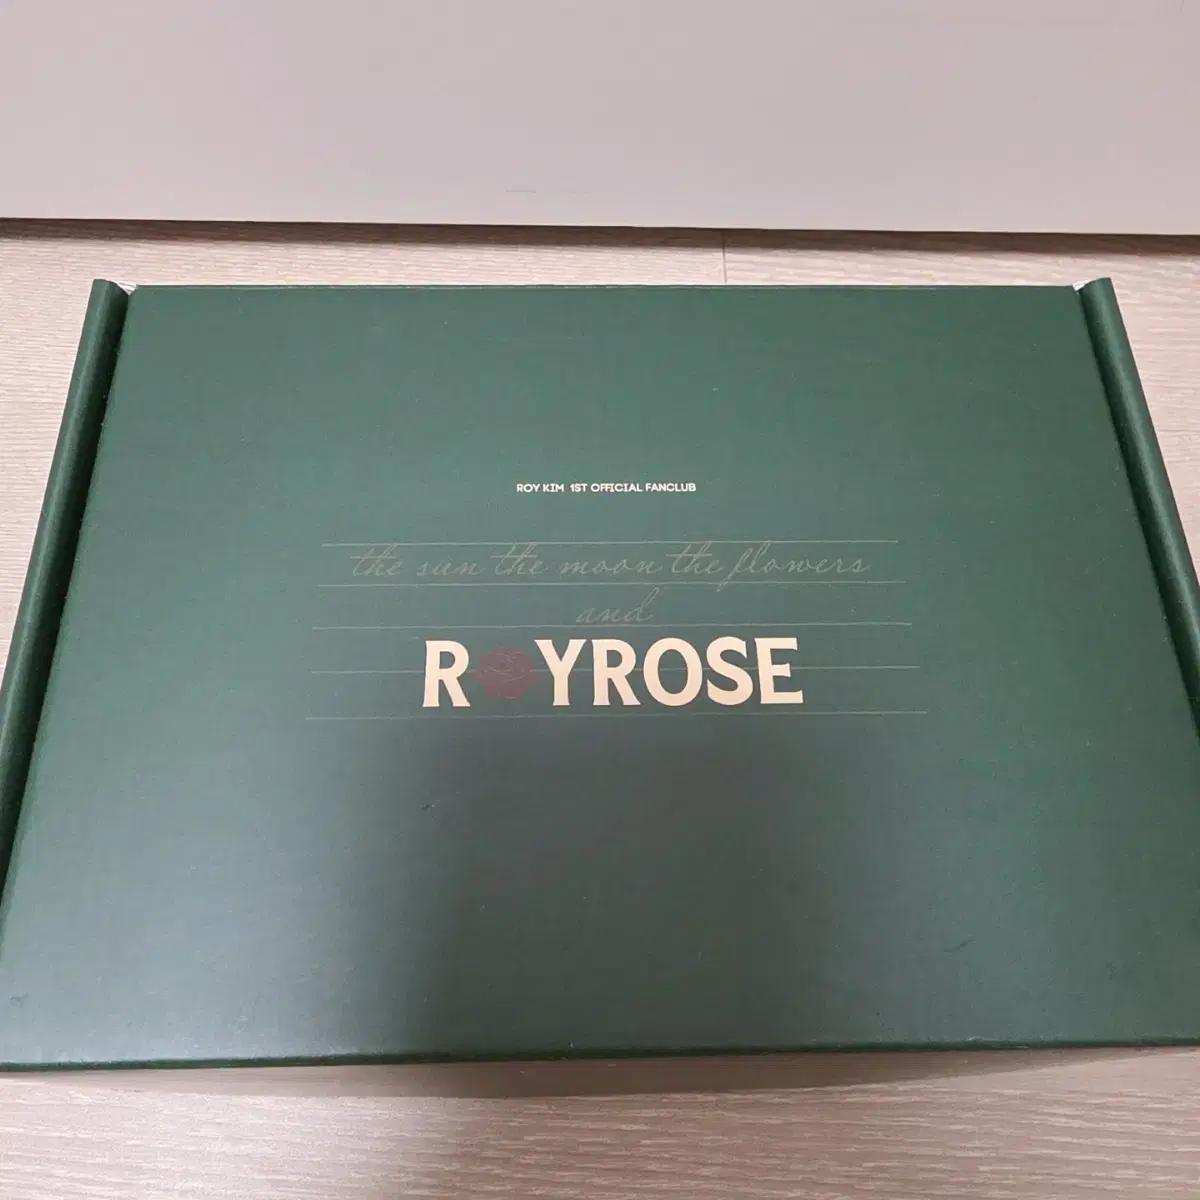 ROY KIM 1ST OFFICIAL FANCLUB
the sun the moon the flowers
and
ROYROSE